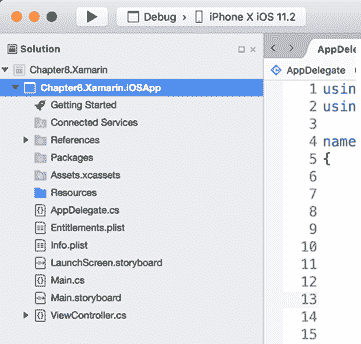 Debug › iPhone X iOS 11.2
Solution
AppDele
Chapter8.Xamarin
AppDelegate
Chapter8.Xamarin.iOSApp
1 usin
Getting Started
2 usin
Connected Services
3
References
4 name
Packages
5 {
Assets.xcassets
6
7
Resources
8
AppDelegate.cs
9
Entitlements.plist
10
Info.plist
11
LaunchScreen.storyboard
12
Main.cs
13
Main.storyboard
14
ViewController.cs
15